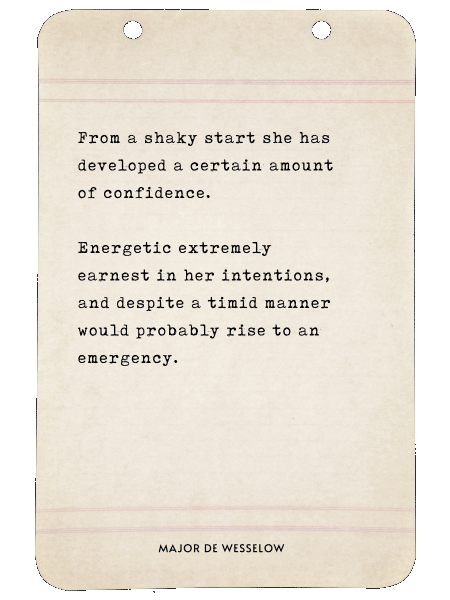 From a shaky start she has
developed a certain amount
of confidence.
Energetic extremely
earnest in her intentions,
and despite a timid manner
would probably rise to an
emergency.
MAJOR DE WESSELOW